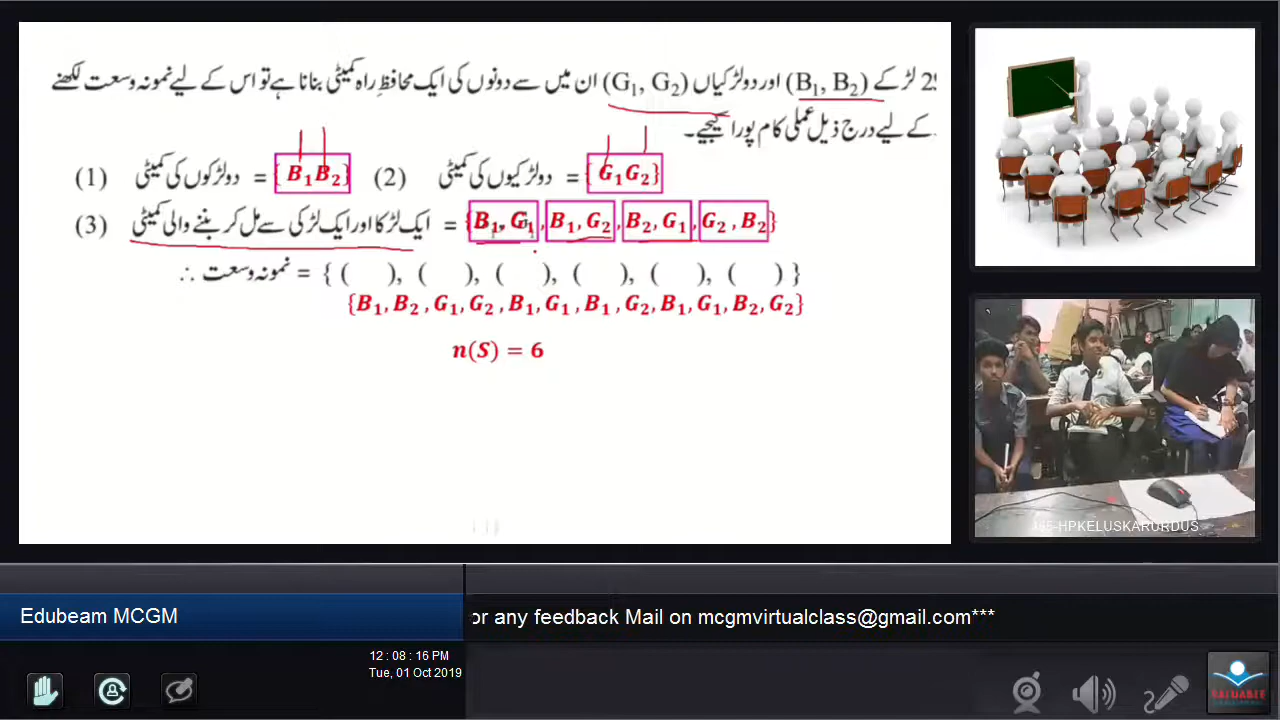 لڑکے (B₁, B₂) اور دو لڑکیاں (G₁, G₂) ان میں سے دونوں کی ایک محافظِ راہ کمیٹی بنانا ہے تو اس کے لیے نمونہ وسعت لکھنے
کے لیے درج ذیل عملی کام پورا کیجیے۔
(1) دو لڑکوں کی کمیٹی = { B₁B₂} (2) دو لڑکیوں کی کمیٹی = { G₁G₂}
(3) ایک لڑکا اور ایک لڑکی سے مل کر بننے والی کمیٹی = {B₁, G₁, B₁, G₂, B₂, G₁, G₂ , B₂}
∴ نمونہ وسعت = { ( ), ( ), ( ), ( ), ( ), ( ) }
{B₁, B₂ , G₁, G₂ , B₁, G₁ , B₁ , G₂, B₁, G₁, B₂, G₂}
n(S) = 6
-HPKELUSKARURDUS
Edubeam MCGM
or any feedback Mail on mcgmvirtualclass@gmail.com***
12 : 08 : 16 PM
Tue, 01 Oct 2019